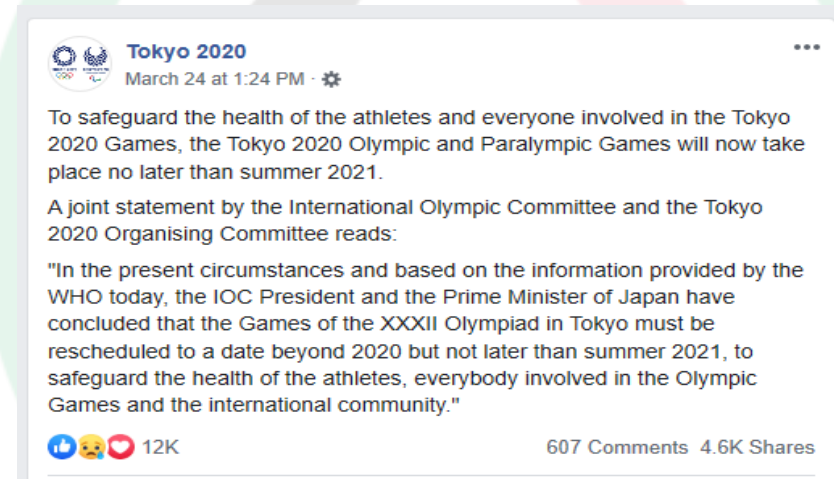 Tokyo 2020
March 24 at 1:24 PM ·
To safeguard the health of the athletes and everyone involved in the Tokyo
2020 Games, the Tokyo 2020 Olympic and Paralympic Games will now take
place no later than summer 2021.
A joint statement by the International Olympic Committee and the Tokyo
2020 Organising Committee reads:
"In the present circumstances and based on the information provided by the
WHO today, the IOC President and the Prime Minister of Japan have
concluded that the Games of the XXXII Olympiad in Tokyo must be
rescheduled to a date beyond 2020 but not later than summer 2021, to
safeguard the health of the athletes, everybody involved in the Olympic
Games and the international community."
12K 607 Comments 4.6K Shares